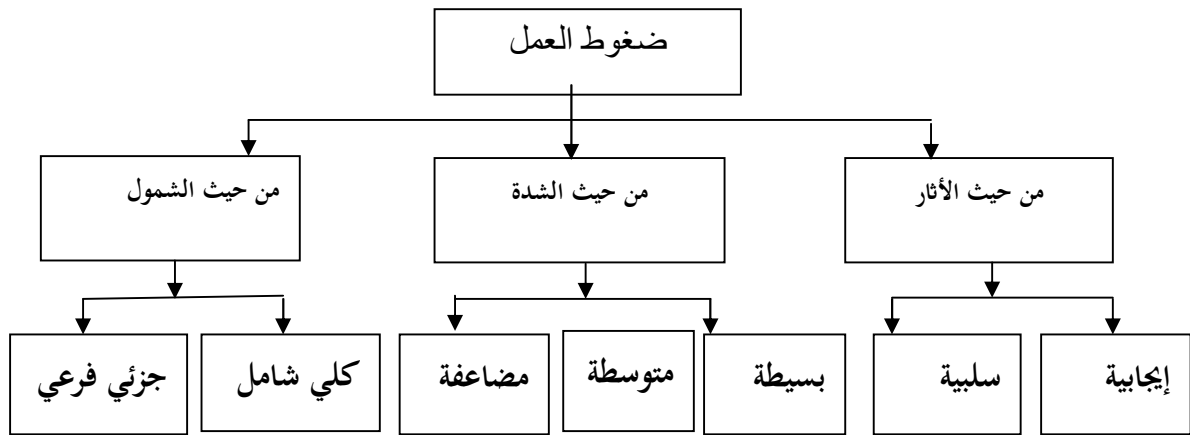 ضغوط العمل
من حيث الأثار
من حيث الشدة
من حيث الشمول
إيجابية
سلبية
بسيطة
متوسطة
مضاعفة
كلي شامل
جزئي فرعي